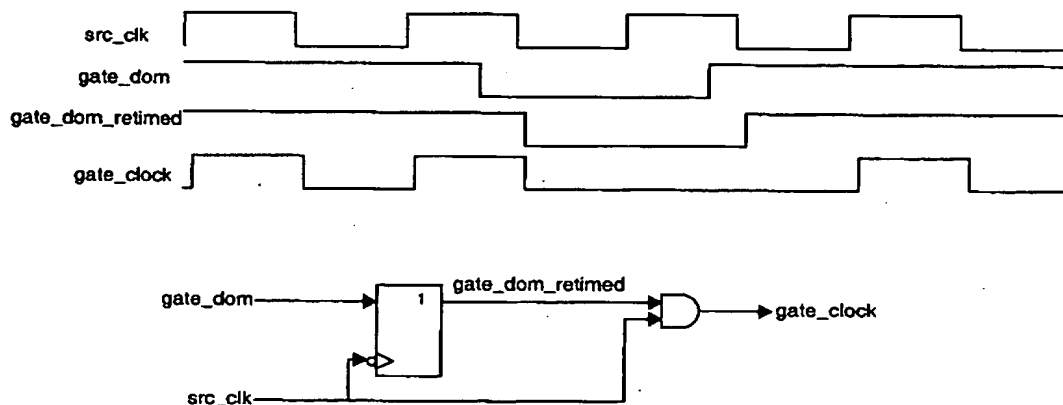 src_clk
gate_dom
gate_dom_retimed
gate_clock
gate_dom
1
gate_dom_retimed
gate_clock
src_clk